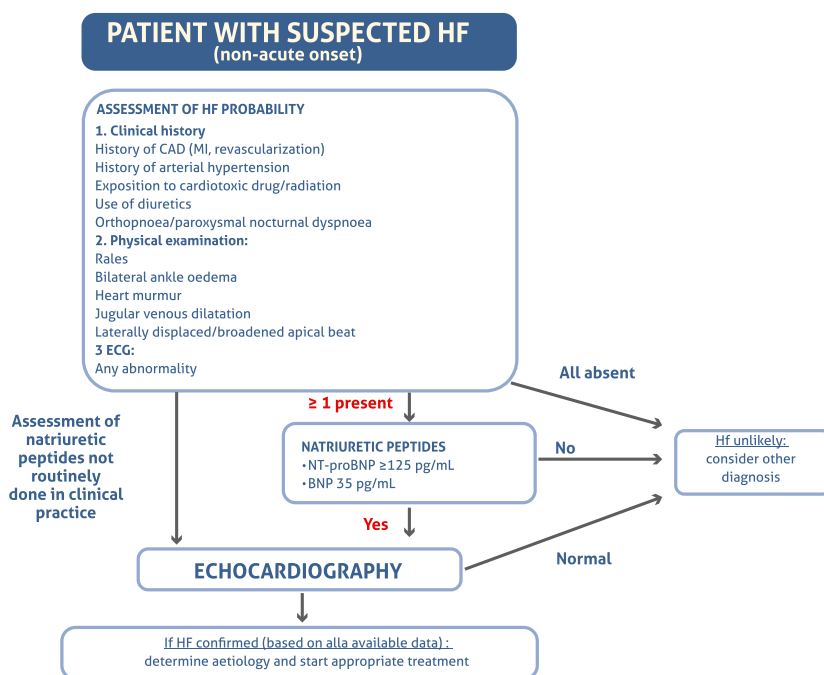 PATIENT WITH SUSPECTED HF
(non-acute onset)
ASSESSMENT OF HF PROBABILITY
1. Clinical history
History of CAD (MI, revascularization)
History of arterial hypertension
Exposition to cardiotoxic drug/radiation
Use of diuretics
Orthopnoea/paroxysmal nocturnal dyspnoea
2. Physical examination:
Rales
Bilateral ankle oedema
Heart murmur
Jugular venous dilatation
Laterally displaced/broadened apical beat
3 ECG:
Any abnormality
All absent
≥ 1 present
Assessment of
natriuretic
peptides not
routinely
done in clinical
practice
NATRIURETIC PEPTIDES
•NT-proBNP ≥125 pg/mL
•BNP 35 pg/mL
No
Hf unlikely:
consider other
diagnosis
Yes
Normal
ECHOCARDIOGRAPHY
If HF confirmed (based on alla available data) :
determine aetiology and start appropriate treatment